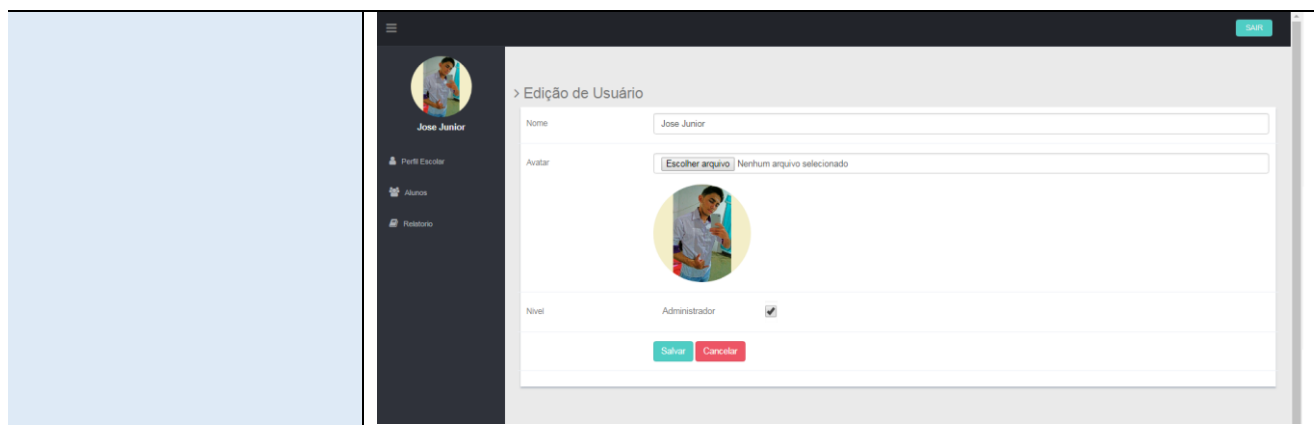 SAIR
Jose Junior
Perfil Escolar
Alunos
Relatorio
> Edição de Usuário
Nome
Jose Junior
Avatar
Escolher arquivo Nenhum arquivo selecionado
Nivel
Administrador
Salvar Cancelar